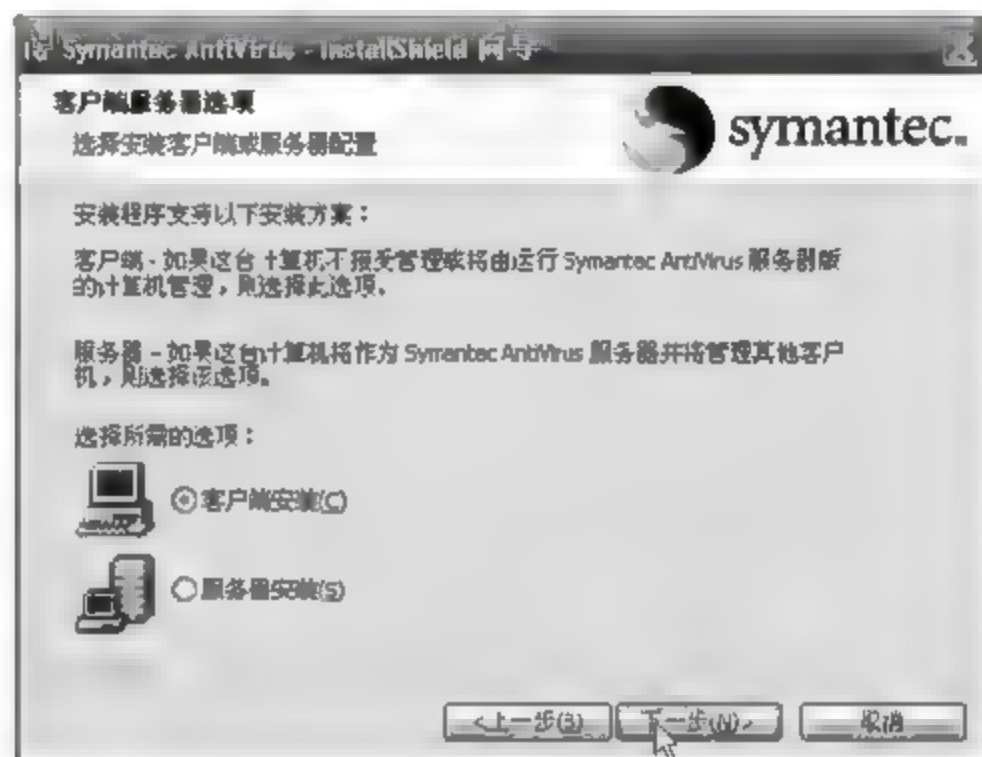 Symantec AntiVirus - InstallShield 向导
客户端服务器选项
symantec.
选择安装客户端或服务器配置
安装程序支持以下安装方案：
客户端 - 如果这台计算机不接受管理或将由运行 Symantec AntiVirus 服务器版
的计算机管理，则选择此选项。
服务器 - 如果这台计算机将作为 Symantec AntiVirus 服务器并将管理其他客户
机，则选择该选项。
选择所需的选项：
客户端安装(C)
服务器安装(S)
<上一步(B)
下一步(N)>
取消